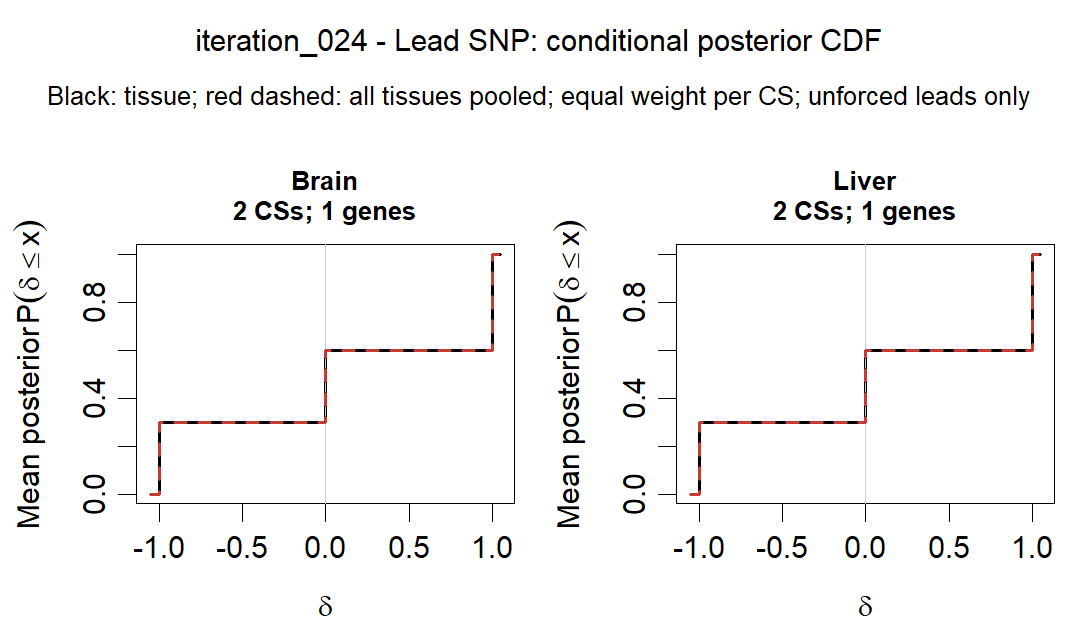 iteration_024 - Lead SNP: conditional posterior CDF
Black: tissue; red dashed: all tissues pooled; equal weight per CS; unforced leads only
Brain
2 CSs; 1 genes
Mean posterior P(δ ≤ x)
0.8
0.4
0.0
-1.0 -0.5 0.0 0.5 1.0
δ
Liver
2 CSs; 1 genes
Mean posterior P(δ ≤ x)
0.8
0.4
0.0
-1.0 -0.5 0.0 0.5 1.0
δ